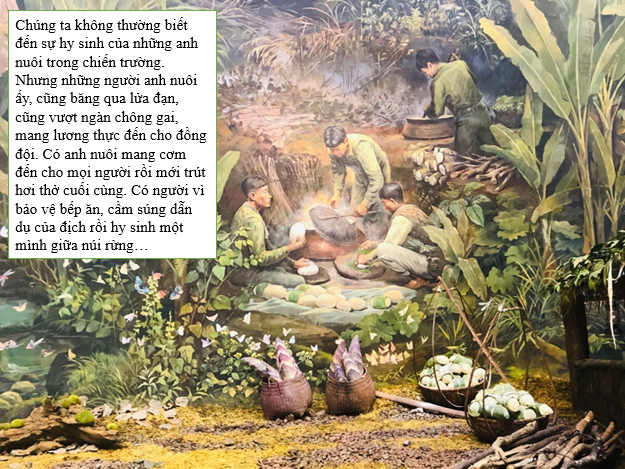 Chúng ta không thường biết
đến sự hy sinh của những anh
nuôi trong chiến trường.
Nhưng những người anh nuôi
ấy, cũng băng qua lửa đạn,
cũng vượt ngàn chông gai,
mang lương thực đến cho đồng
đội. Có anh nuôi mang cơm
đến cho mọi người rồi mới trút
hơi thở cuối cùng. Có người vì
bảo vệ bếp ăn, cầm súng dẫn
dụ của địch rồi hy sinh một
mình giữa núi rừng…